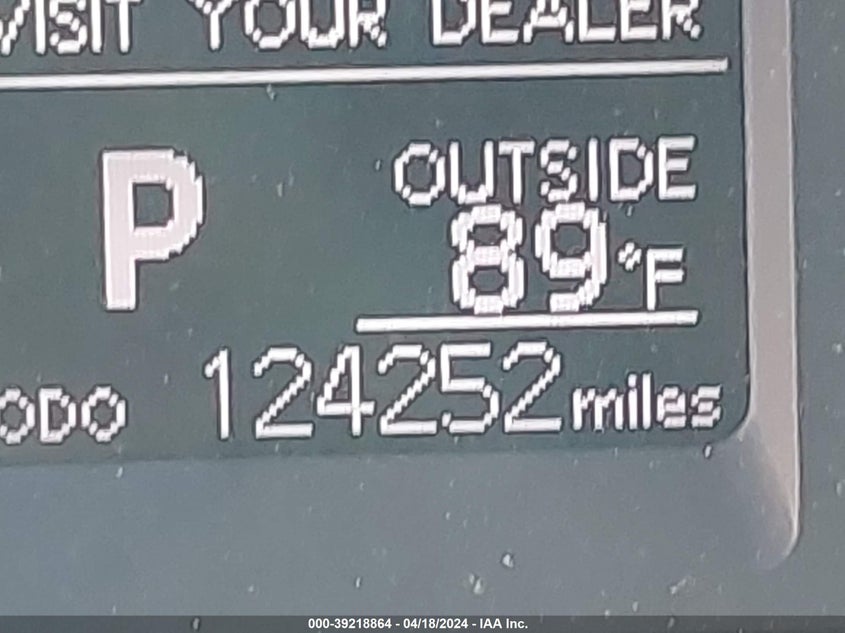 VISIT YOUR DEALER
P
OUTSIDE
89°F
ODO 124252 miles
000-39218864 - 04/18/2024 - IAA Inc.